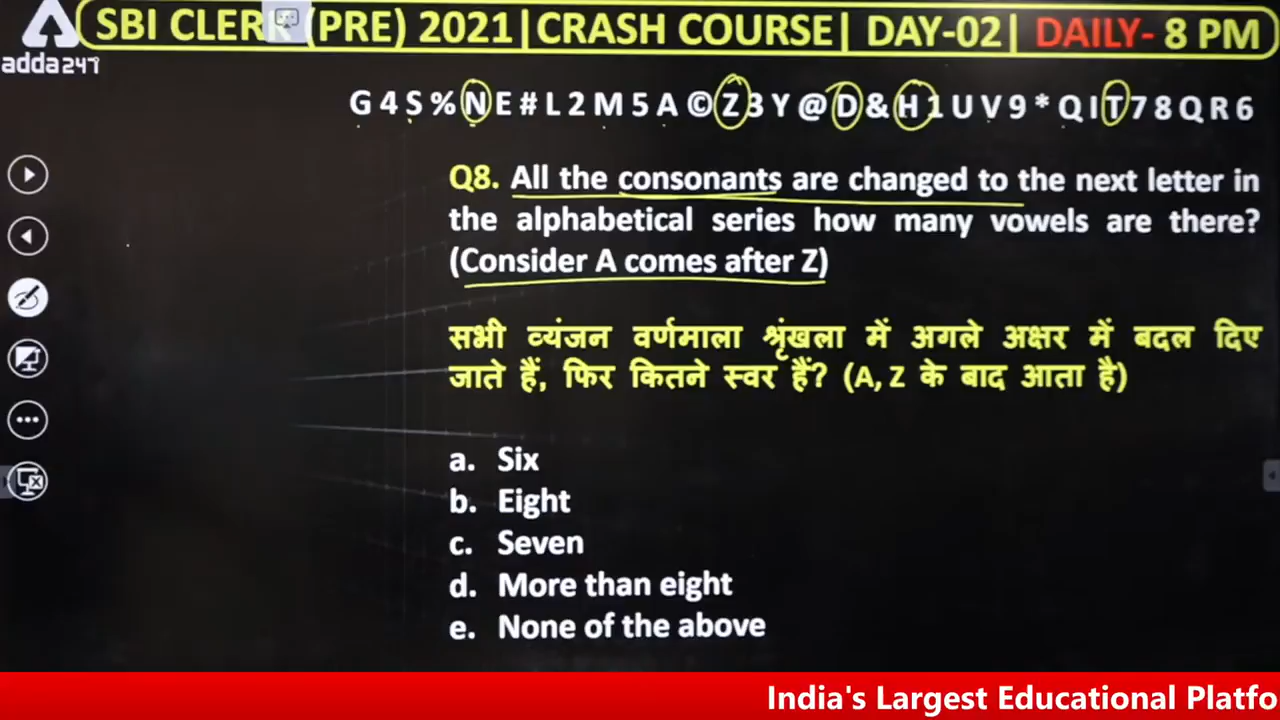 SBI CLERK (PRE) 2021|CRASH COURSE| DAY-02| DAILY- 8 PM
adda247
G 4 S % N E # L 2 M 5 A © Z 3 Y @ D & H 1 U V 9 * Q I T 7 8 Q R 6
Q8. All the consonants are changed to the next letter in
the alphabetical series how many vowels are there?
(Consider A comes after Z)
सभी व्यंजन वर्णमाला श्रृंखला में अगले अक्षर में बदल दिए
जाते हैं, फिर कितने स्वर हैं? (A, Z के बाद आता है)
a. Six
b. Eight
c. Seven
d. More than eight
e. None of the above
India's Largest Educational Platfo